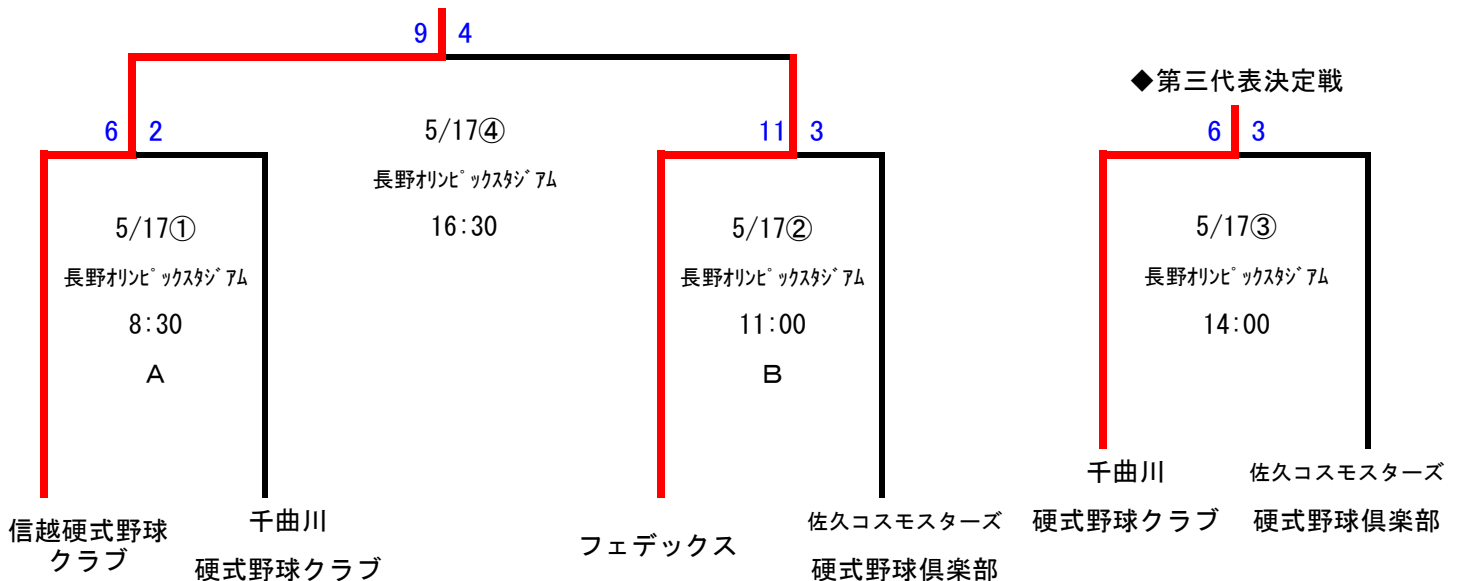 9 4
◆第三代表決定戦
6 2
5/17④
11 3
6 3
長野ｵﾘﾝﾋﾟｯｸｽﾀｼﾞｱﾑ
5/17①
16:30
5/17②
5/17③
長野ｵﾘﾝﾋﾟｯｸｽﾀｼﾞｱﾑ
長野ｵﾘﾝﾋﾟｯｸｽﾀｼﾞｱﾑ
長野ｵﾘﾝﾋﾟｯｸｽﾀｼﾞｱﾑ
8:30
11:00
14:00
A
B
信越硬式野球
クラブ
千曲川
硬式野球クラブ
フェデックス
佐久コスモスターズ
硬式野球倶楽部
千曲川
硬式野球クラブ
佐久コスモスターズ
硬式野球倶楽部